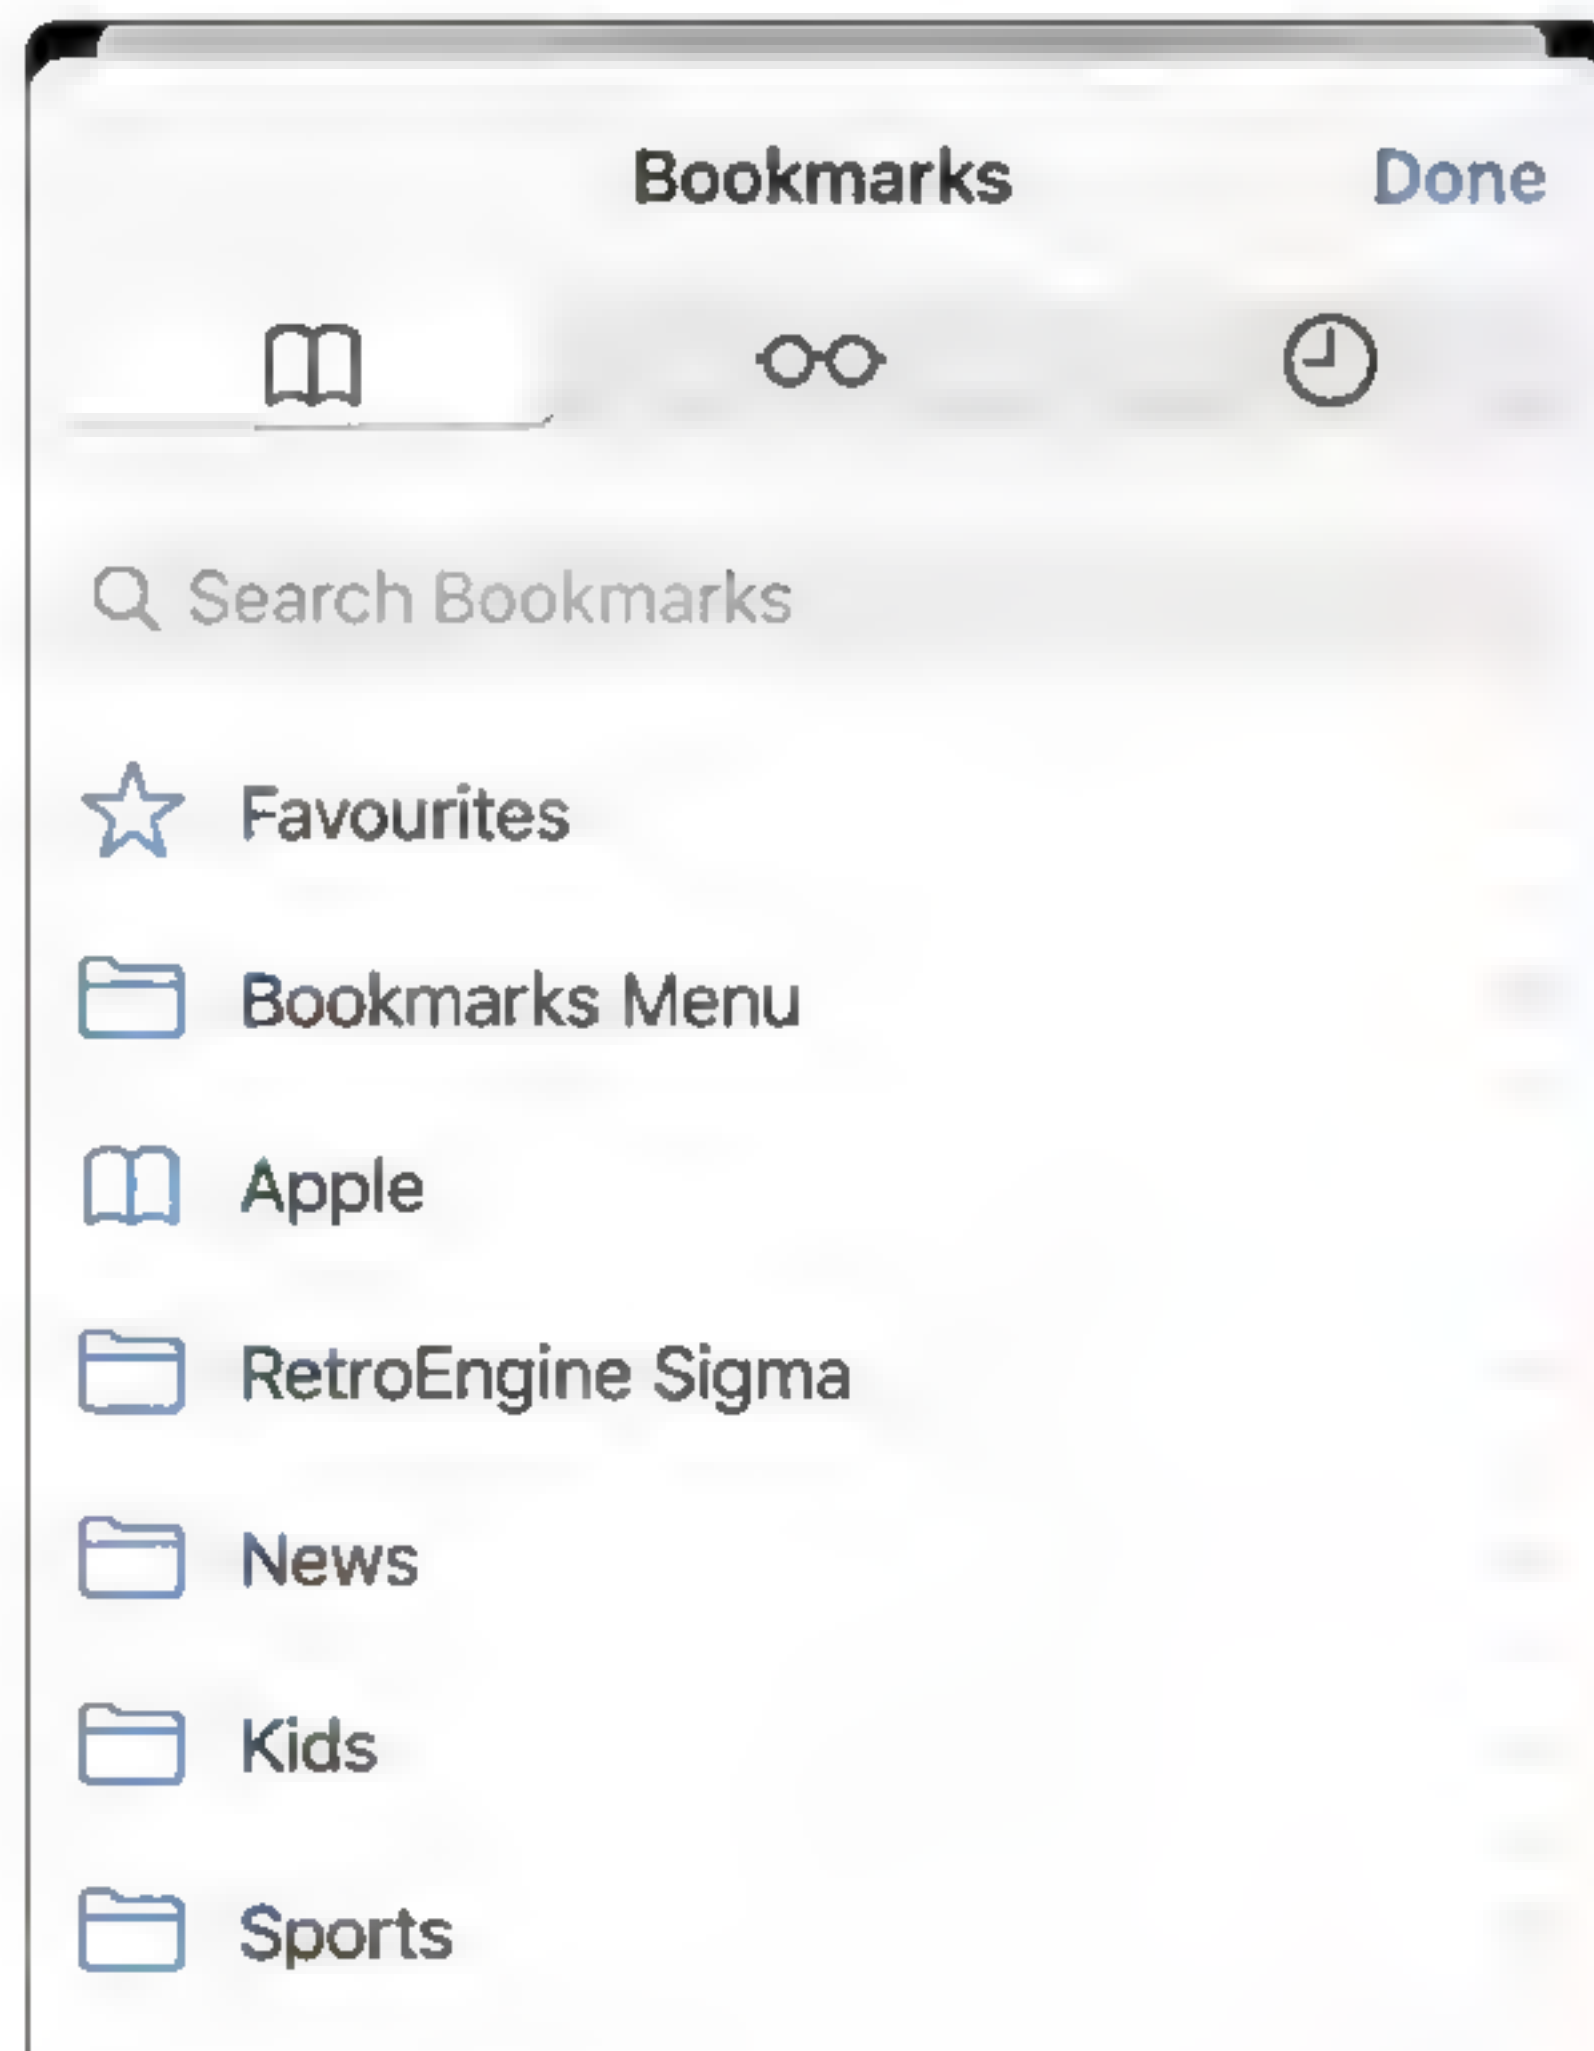 Bookmarks Done
Search Bookmarks
Favourites
Bookmarks Menu
Apple
RetroEngine Sigma
News
Kids
Sports